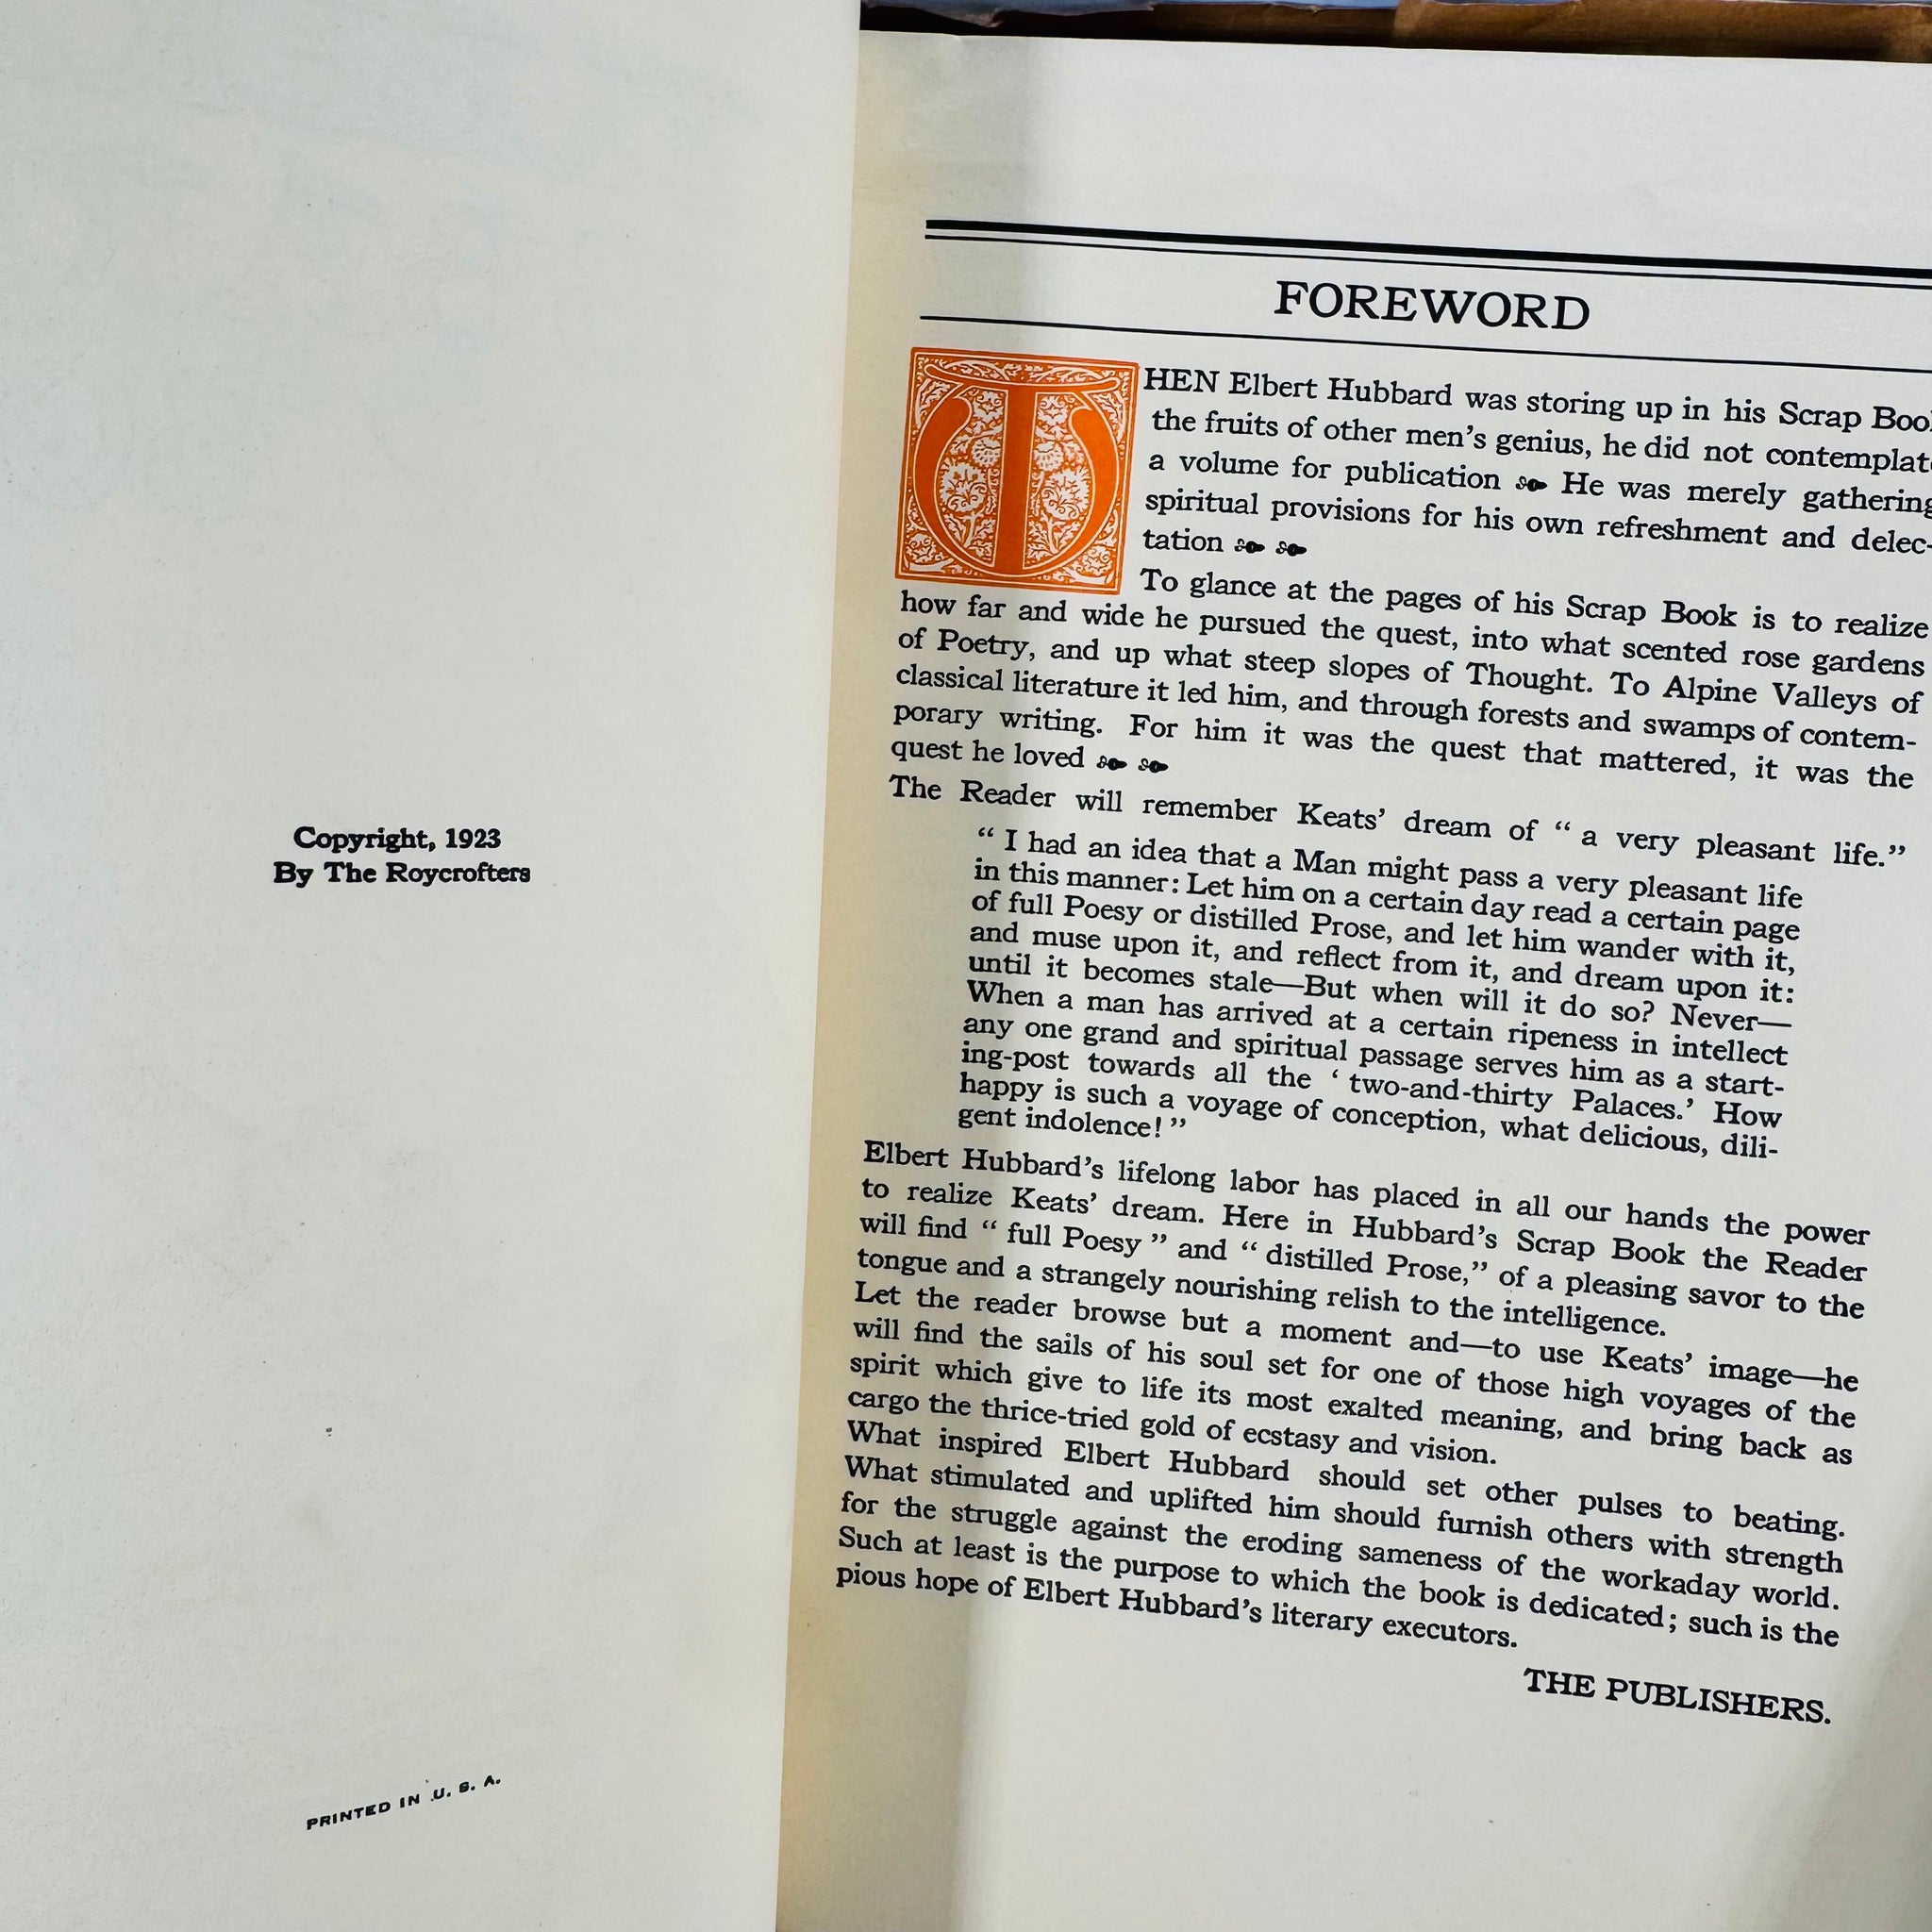 Copyright, 1923
By The Roycrofters
PRINTED IN U. S. A.
FOREWORD
WHEN Elbert Hubbard was storing up in his Scrap Book
the fruits of other men's genius, he did not contemplate
a volume for publication He was merely gathering
spiritual provisions for his own refreshment and delec-
tation
To glance at the pages of his Scrap Book is to realize
how far and wide he pursued the quest, into what scented rose gardens
of Poetry, and up what steep slopes of Thought. To Alpine Valleys of
classical literature it led him, and through forests and swamps of contem-
porary writing. For him it was the quest that mattered, it was the
quest he loved
The Reader will remember Keats' dream of “ a very pleasant life.”
“ I had an idea that a Man might pass a very pleasant life
in this manner: Let him on a certain day read a certain page
of full Poesy or distilled Prose, and let him wander with it,
and muse upon it, and reflect from it, and dream upon it:
until it becomes stale—But when will it do so? Never—
When a man has arrived at a certain ripeness in intellect
any one grand and spiritual passage serves him as a start-
ing-post towards all the ‘ two-and-thirty Palaces.’ How
happy is such a voyage of conception, what delicious, dili-
gent indolence! ”
Elbert Hubbard's lifelong labor has placed in all our hands the power
to realize Keats' dream. Here in Hubbard's Scrap Book the Reader
will find “ full Poesy ” and “ distilled Prose,” of a pleasing savor to the
tongue and a strangely nourishing relish to the intelligence.
Let the reader browse but a moment and—to use Keats' image—he
will find the sails of his soul set for one of those high voyages of the
spirit which give to life its most exalted meaning, and bring back as
cargo the thrice-tried gold of ecstasy and vision.
What inspired Elbert Hubbard should set other pulses to beating.
What stimulated and uplifted him should furnish others with strength
for the struggle against the eroding sameness of the workaday world.
Such at least is the purpose to which the book is dedicated; such is the
pious hope of Elbert Hubbard's literary executors.
THE PUBLISHERS.